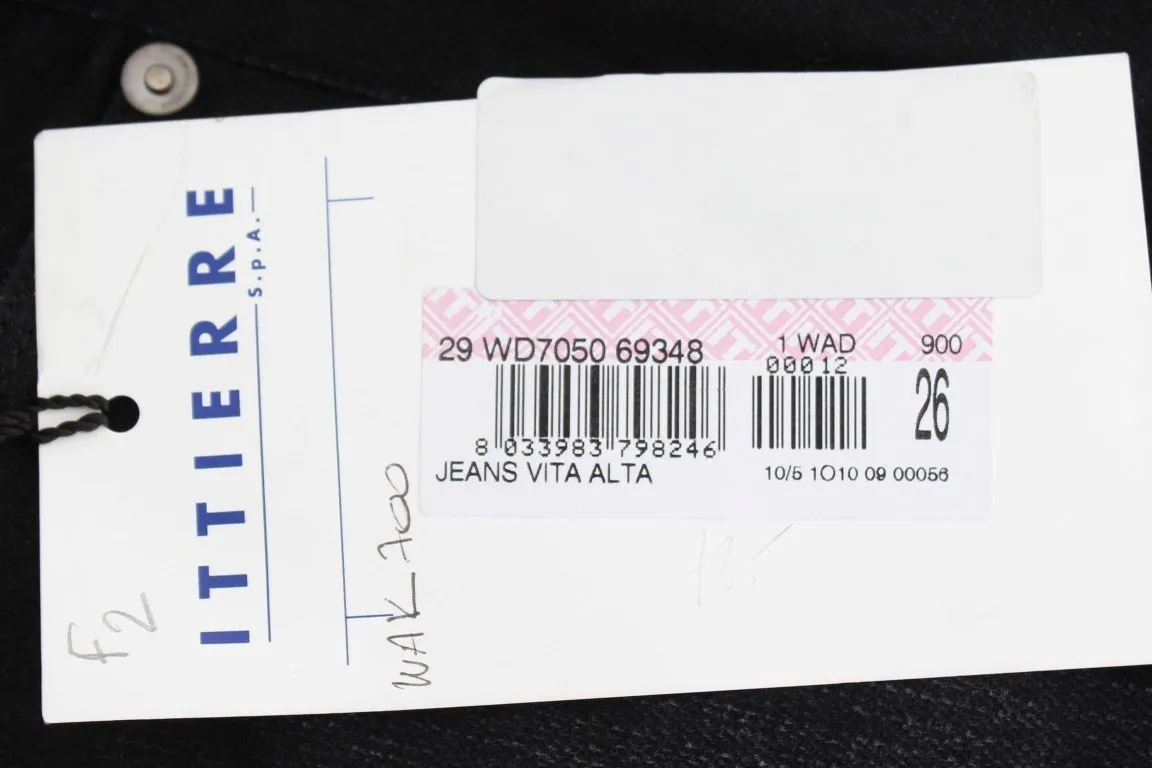 ITTIERRE
S.p.A.
29 WD7050 69348
1 WAD
900
00012
26
8 033983 798246
JEANS VITA ALTA
10/5 1010 09 00056
WAK 700
F2